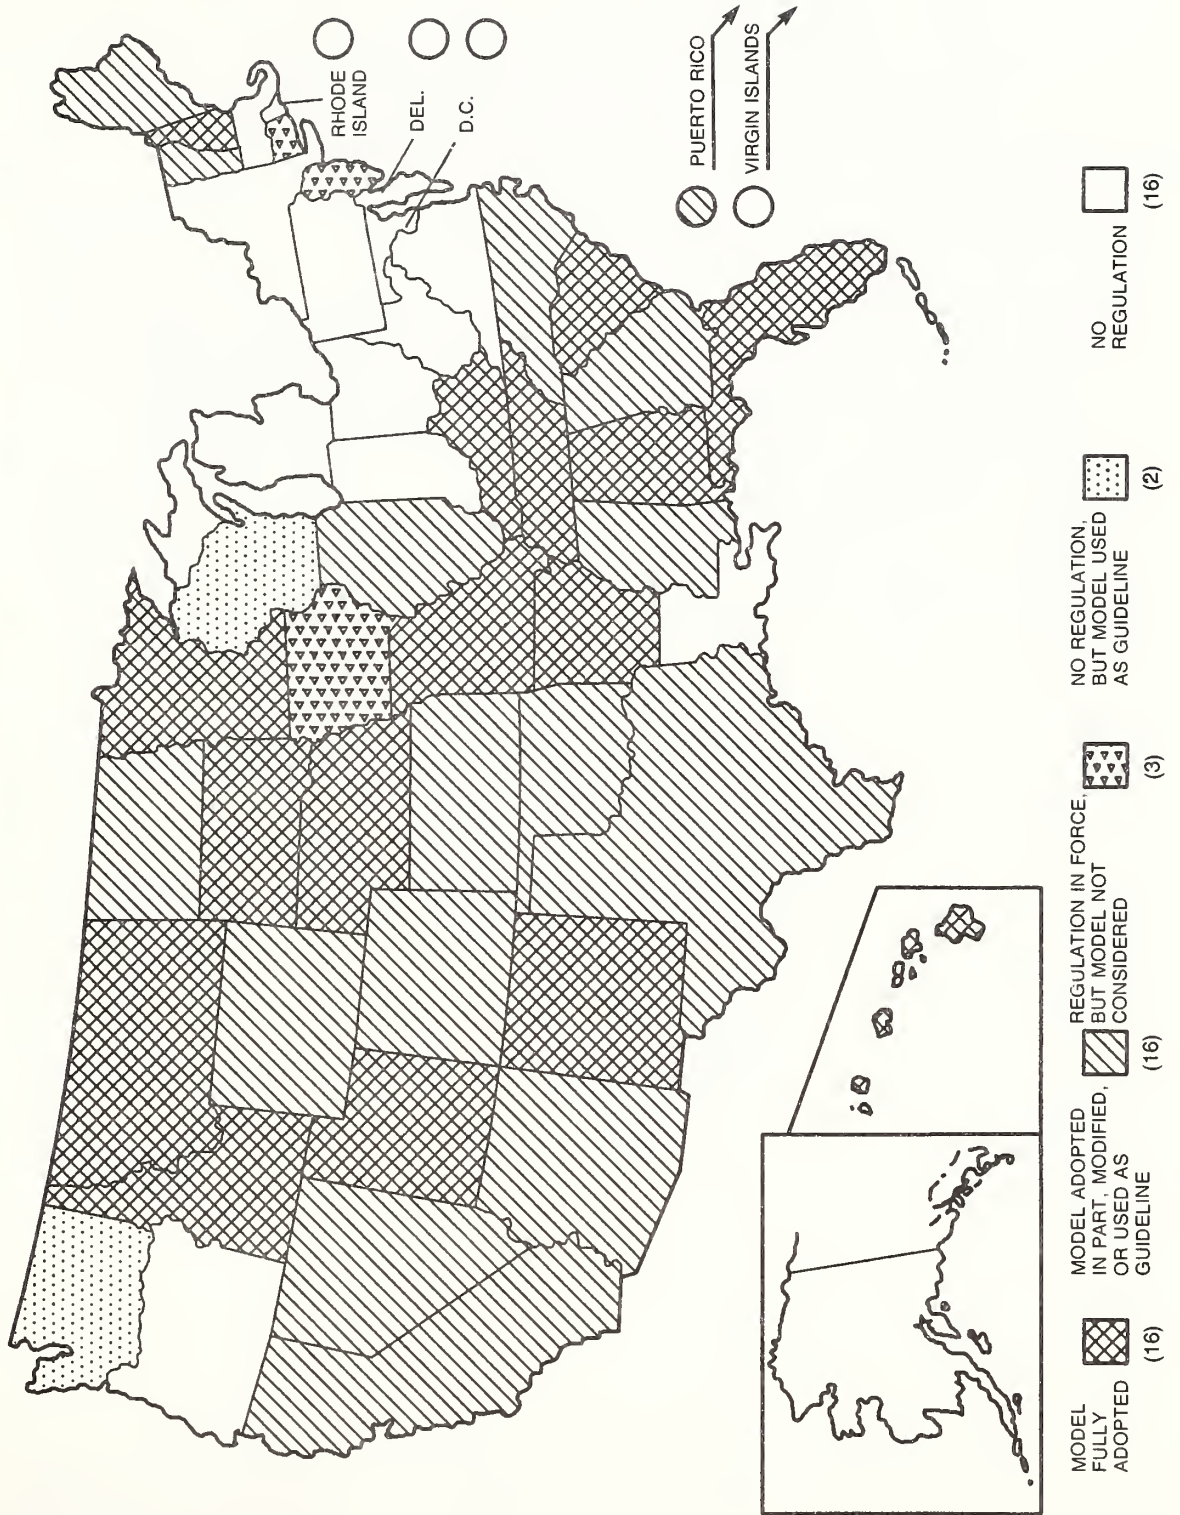 RHODE
ISLAND
DEL.
D.C.
PUERTO RICO
VIRGIN ISLANDS
MODEL
FULLY
ADOPTED
(16)
MODEL ADOPTED
IN PART, MODIFIED,
OR USED AS
GUIDELINE
(16)
REGULATION IN FORCE,
BUT MODEL NOT
CONSIDERED
(3)
NO REGULATION,
BUT MODEL USED
AS GUIDELINE
(2)
NO
REGULATION
(16)